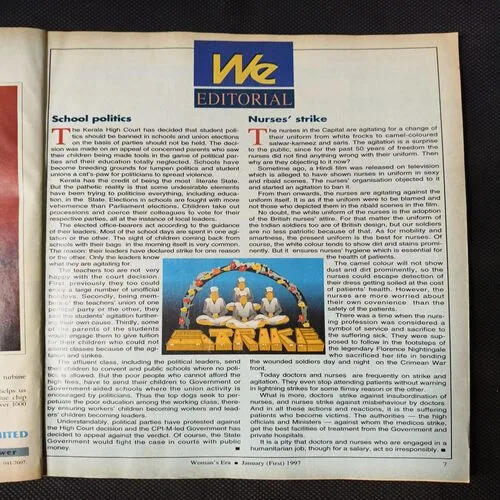 We
EDITORIAL
School politics
The Kerala High Court has decided that student poli-
tics should be banned in schools and union elections
on the basis of parties should not be held. The deci-
sion was made on an appeal of concerned parents who saw
their children being made tools in the game of political par-
ties and their education totally neglected. Schools have
become breeding grounds for lumpen politics and student
unions a cat's-paw for politicians to spread violence.
Kerala has the credit of being the most literate State.
But the pathetic reality is that some undesirable elements
have been trying to politicise everything, including educa-
tion, in the State. Elections in schools are fought with more
vehemence than Parliament elections. Children take out
processions and coerce their colleagues to vote for their
respective parties, all at the instance of local leaders.
The elected office-bearers act according to the guidance
of leaders. Most of the school days are spent in one agi-
tation or the other. The sight of children coming back from
schools with their bags in the morning itself is very common.
The reason: their leaders have declared strike for one reason
or the other. Only the leaders know
what they are agitating for.
The teachers too are not very
happy with the court decision.
First, previously they too could
enjoy a large number of unofficial
holidays. Secondly, being mem-
bers of the teachers' union of one
political party or the other, they
found students' agitation further-
ing their own cause. Thirdly, some
of the parents of the students
would engage them to give tuition
for their children who could not
attend classes because of the agi-
tation and strikes.
The affluent class, including the political leaders, send
their children to convent and public schools where no poli-
tics is allowed. But the poor people who cannot afford the
high fees, have to send their children to Government or
Government-aided schools where the union activity is
encouraged by politicians. Thus the top dogs seek to per-
petuate the poor education among the working class, there-
by ensuring workers' children becoming workers and lead-
ers' children becoming leaders.
Understandably, political parties have protested against
the High Court decision and the CPI-M-led Government has
decided to appeal against the verdict. Of course, the State
Government would fight the case in courts with public
money.
Nurses' strike
The nurses in the Capital are agitating for a change of
their uniform from white frocks to camel-coloured
salwar-kameez and saris. The agitation is a surprise
to the public, since for the past 50 years of freedom the
nurses did not find anything wrong with their uniform. Then
why are they objecting to it now?
Sometime ago, a Hindi film was released on television
which is alleged to have shown nurses in uniform in sexy
and ribald scenes. The nurses' organisation objected to it
and started an agitation to ban it.
From then onwards, the nurses are agitating against the
uniform itself. It is as if the uniform were to be blamed and
not those who depicted them in the ribald scenes in the film.
No doubt, the white uniform of the nurses is the adoption
of the British nurses' attire. For that matter the uniform of
the Indian soldiers too are of British design, but our soldiers
are no less patriotic because of that. As for mobility and
smartness, the present uniform is the best for nurses. Of
course, the white colour tends to show dirt and stains promi-
nently. But it ensures nurses' hygiene which is essential for
the health of patients.
The camel colour will not show
dust and dirt prominently, so the
nurses could escape detection of
their dress getting soiled at the cost
of patients' health. However, the
nurses are more worried about
their own convenience than the
safety of the patients.
There was a time when the nurs-
ing profession was considered a
symbol of service and sacrifice to
the suffering sick. They were sup-
posed to follow in the footsteps of
the legendary Florence Nightingale
who sacrificed her life in tending
the wounded soldiers day and night on the Crimean War
front.
Today doctors and nurses are frequently on strike and
agitation. They even stop attending patients without warning
in lightning strikes for some flimsy reason or the other.
What is more, doctors strike against insubordination of
nurses, and nurses strike against misbehaviour by doctors.
And in all these actions and reactions, it is the suffering
patients who become victims. The authorities — the high
officials and Ministers — against whom the medicos strike,
got the best facilities of treatment from the Government and
private hospitals.
It is a pity that doctors and nurses who are engaged in a
humanitarian job, though for a salary, act so irresponsibly. ■
STRIKE
Woman's Era ■ January (First) 1997
7
turbine
helps us